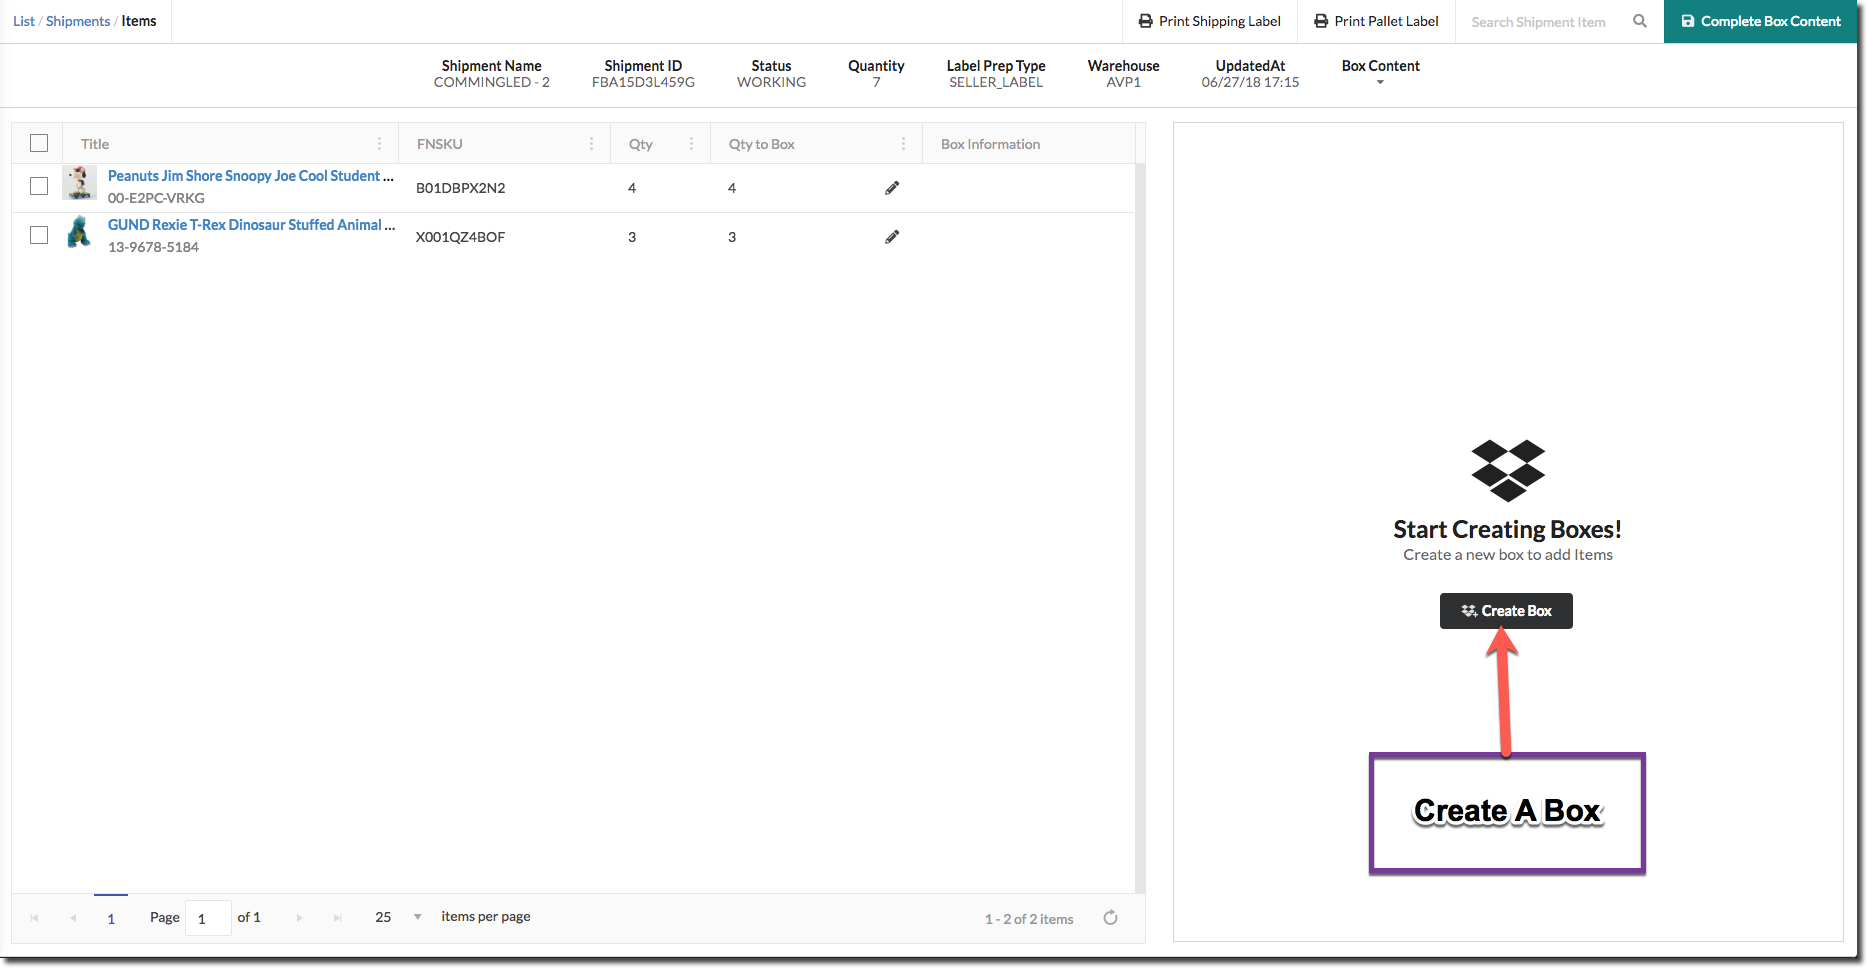 List / Shipments / Items
Print Shipping Label
Print Pallet Label
Search Shipment Item
Complete Box Content
Shipment Name
COMMINGLED - 2
Shipment ID
FBA15D3L459G
Status
WORKING
Quantity
7
Label Prep Type
SELLER_LABEL
Warehouse
AVP1
UpdatedAt
06/27/18 17:15
Box Content
Title
FNSKU
Qty
Qty to Box
Box Information
Peanuts Jim Shore Snoopy Joe Cool Student ...
00-E2PC-VRKG
B01DBPX2N2
4
4
GUND Rexie T-Rex Dinosaur Stuffed Animal ...
13-9678-5184
X001QZ4BOF
3
3
Start Creating Boxes!
Create a new box to add Items
Create Box
Create A Box
1
Page 1 of 1
25 items per page
1 - 2 of 2 items